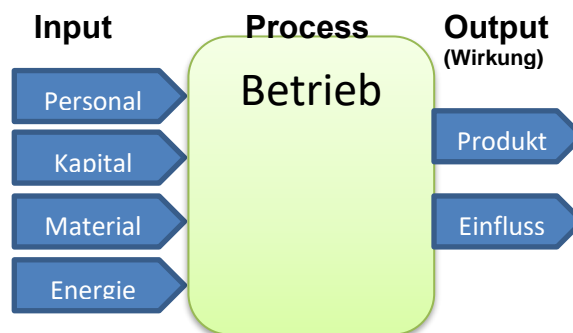 Input
Process
Output
(Wirkung)
Personal
Kapital
Material
Energie
Betrieb
Produkt
Einfluss